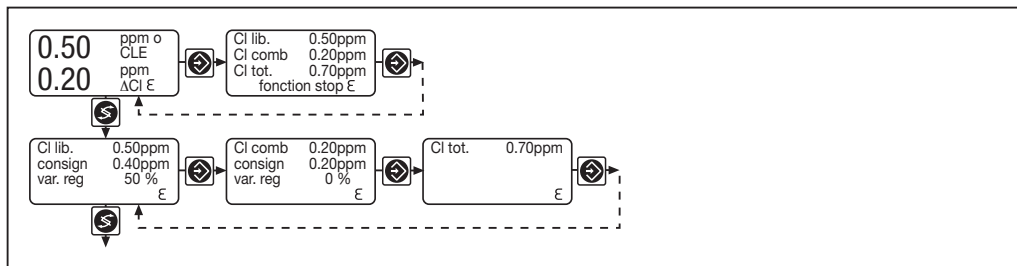 0.50 ppm o
CLE
0.20 ppm
ΔCl Ɛ
Cl lib. 0.50ppm
Cl comb 0.20ppm
Cl tot. 0.70ppm
fonction stop Ɛ
Cl lib. 0.50ppm
consign 0.40ppm
var. reg 50 %
Ɛ
Cl comb 0.20ppm
consign 0.20ppm
var. reg 0 %
Ɛ
Cl tot. 0.70ppm
Ɛ